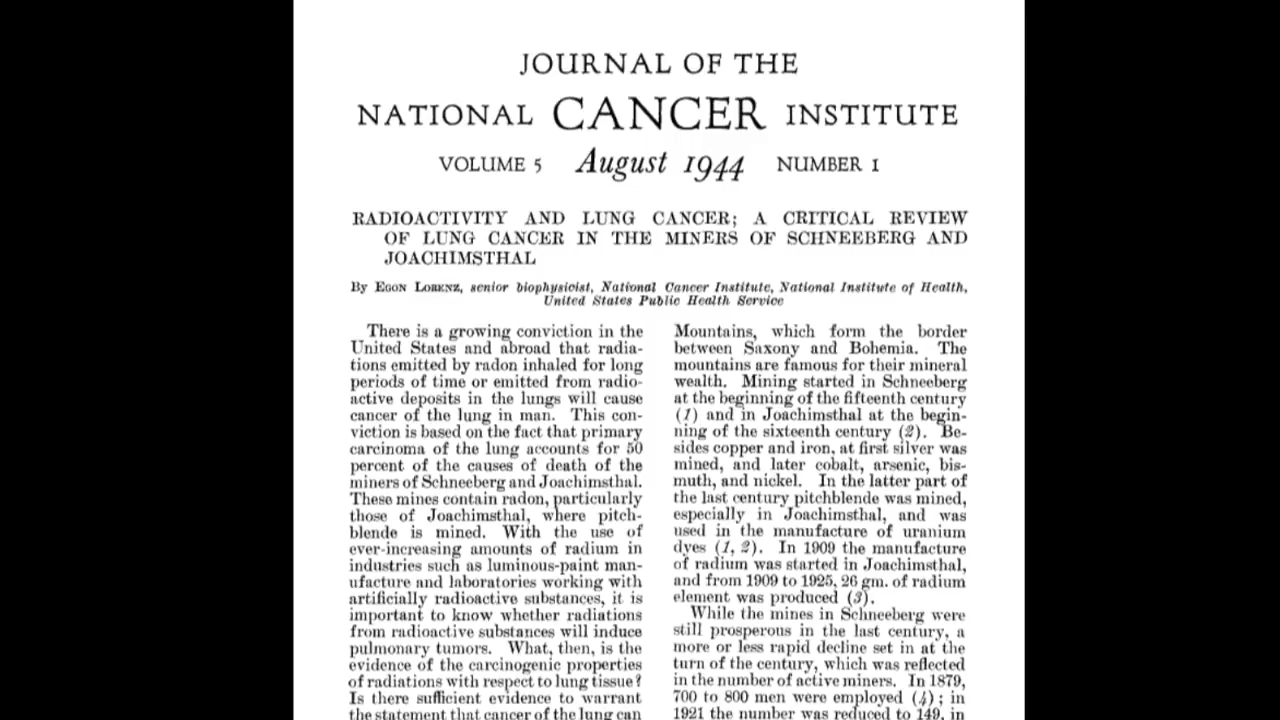 JOURNAL OF THE
NATIONAL CANCER INSTITUTE
VOLUME 5 August 1944 NUMBER 1
RADIOACTIVITY AND LUNG CANCER; A CRITICAL REVIEW
OF LUNG CANCER IN THE MINERS OF SCHNEEBERG AND
JOACHIMSTHAL
By EGON LORENZ, senior biophysicist, National Cancer Institute, National Institute of Health,
United States Public Health Service
There is a growing conviction in the
United States and abroad that radia-
tions emitted by radon inhaled for long
periods of time or emitted from radio-
active deposits in the lungs will cause
cancer of the lung in man. This con-
viction is based on the fact that primary
carcinoma of the lung accounts for 50
percent of the causes of death of the
miners of Schneeberg and Joachimsthal.
These mines contain radon, particularly
those of Joachimsthal, where pitch-
blende is mined. With the use of
ever-increasing amounts of radium in
industries such as luminous-paint man-
ufacture and laboratories working with
artificially radioactive substances, it is
important to know whether radiations
from radioactive substances will induce
pulmonary tumors. What, then, is the
evidence of the carcinogenic properties
of radiations with respect to lung tissue?
Is there sufficient evidence to warrant
the statement that cancer of the lung can
Mountains, which form the border
between Saxony and Bohemia. The
mountains are famous for their mineral
wealth. Mining started in Schneeberg
at the beginning of the fifteenth century
(1) and in Joachimsthal at the begin-
ning of the sixteenth century (2). Be-
sides copper and iron, at first silver was
mined, and later cobalt, arsenic, bis-
muth, and nickel. In the latter part of
the last century pitchblende was mined,
especially in Joachimsthal, and was
used in the manufacture of uranium
dyes (1, 2). In 1909 the manufacture
of radium was started in Joachimsthal,
and from 1909 to 1925, 26 gm. of radium
element was produced (3).
While the mines in Schneeberg were
still prosperous in the last century, a
more or less rapid decline set in at the
turn of the century, which was reflected
in the number of active miners. In 1879,
700 to 800 men were employed (4); in
1921 the number was reduced to 149, in